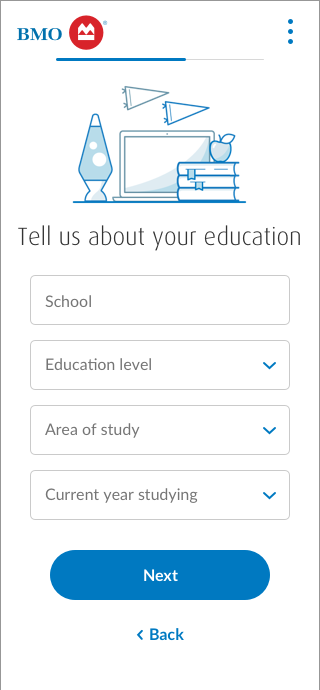 BMO
Tell us about your education
School
Education level
Area of study
Current year studying
Next
Back